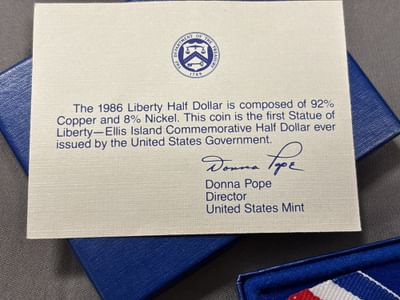 THE DEPARTMENT OF THE TREASURY
1789
The 1986 Liberty Half Dollar is composed of 92%
Copper and 8% Nickel. This coin is the first Statue of
Liberty—Ellis Island Commemorative Half Dollar ever
issued by the United States Government.
Donna Pope
Donna Pope
Director
United States Mint